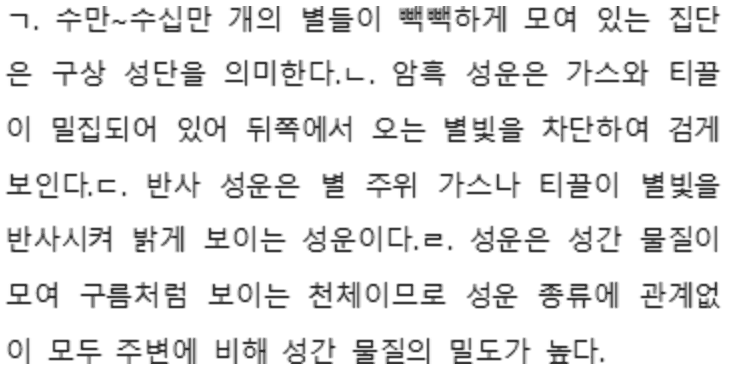 ㄱ. 수만~수십만 개의 별들이 빽빽하게 모여 있는 집단
은 구상 성단을 의미한다.ㄴ. 암흑 성운은 가스와 티끌
이 밀집되어 있어 뒤쪽에서 오는 별빛을 차단하여 검게
보인다.ㄷ. 반사 성운은 별 주위 가스나 티끌이 별빛을
반사시켜 밝게 보이는 성운이다.ㄹ. 성운은 성간 물질이
모여 구름처럼 보이는 천체이므로 성운 종류에 관계없
이 모두 주변에 비해 성간 물질의 밀도가 높다.